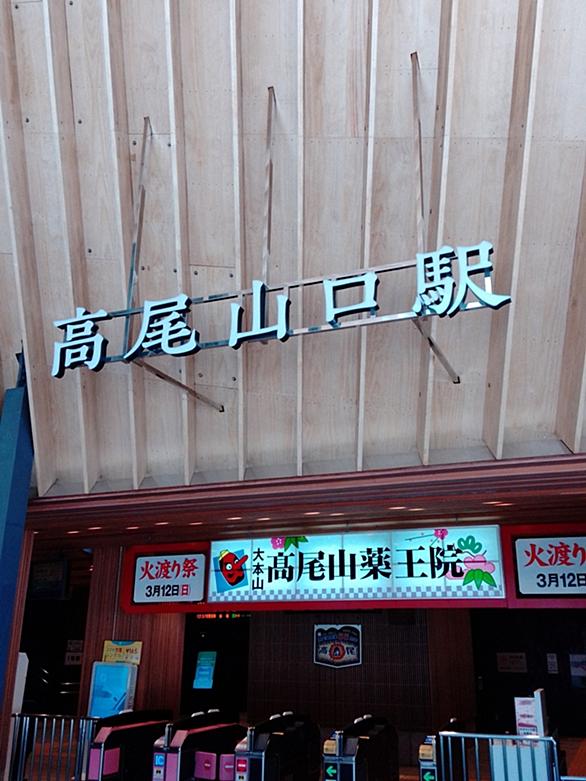 高尾山口駅
火渡り祭
3月12日(日)
大本山
高尾山薬王院
火渡り
3月12日
IC